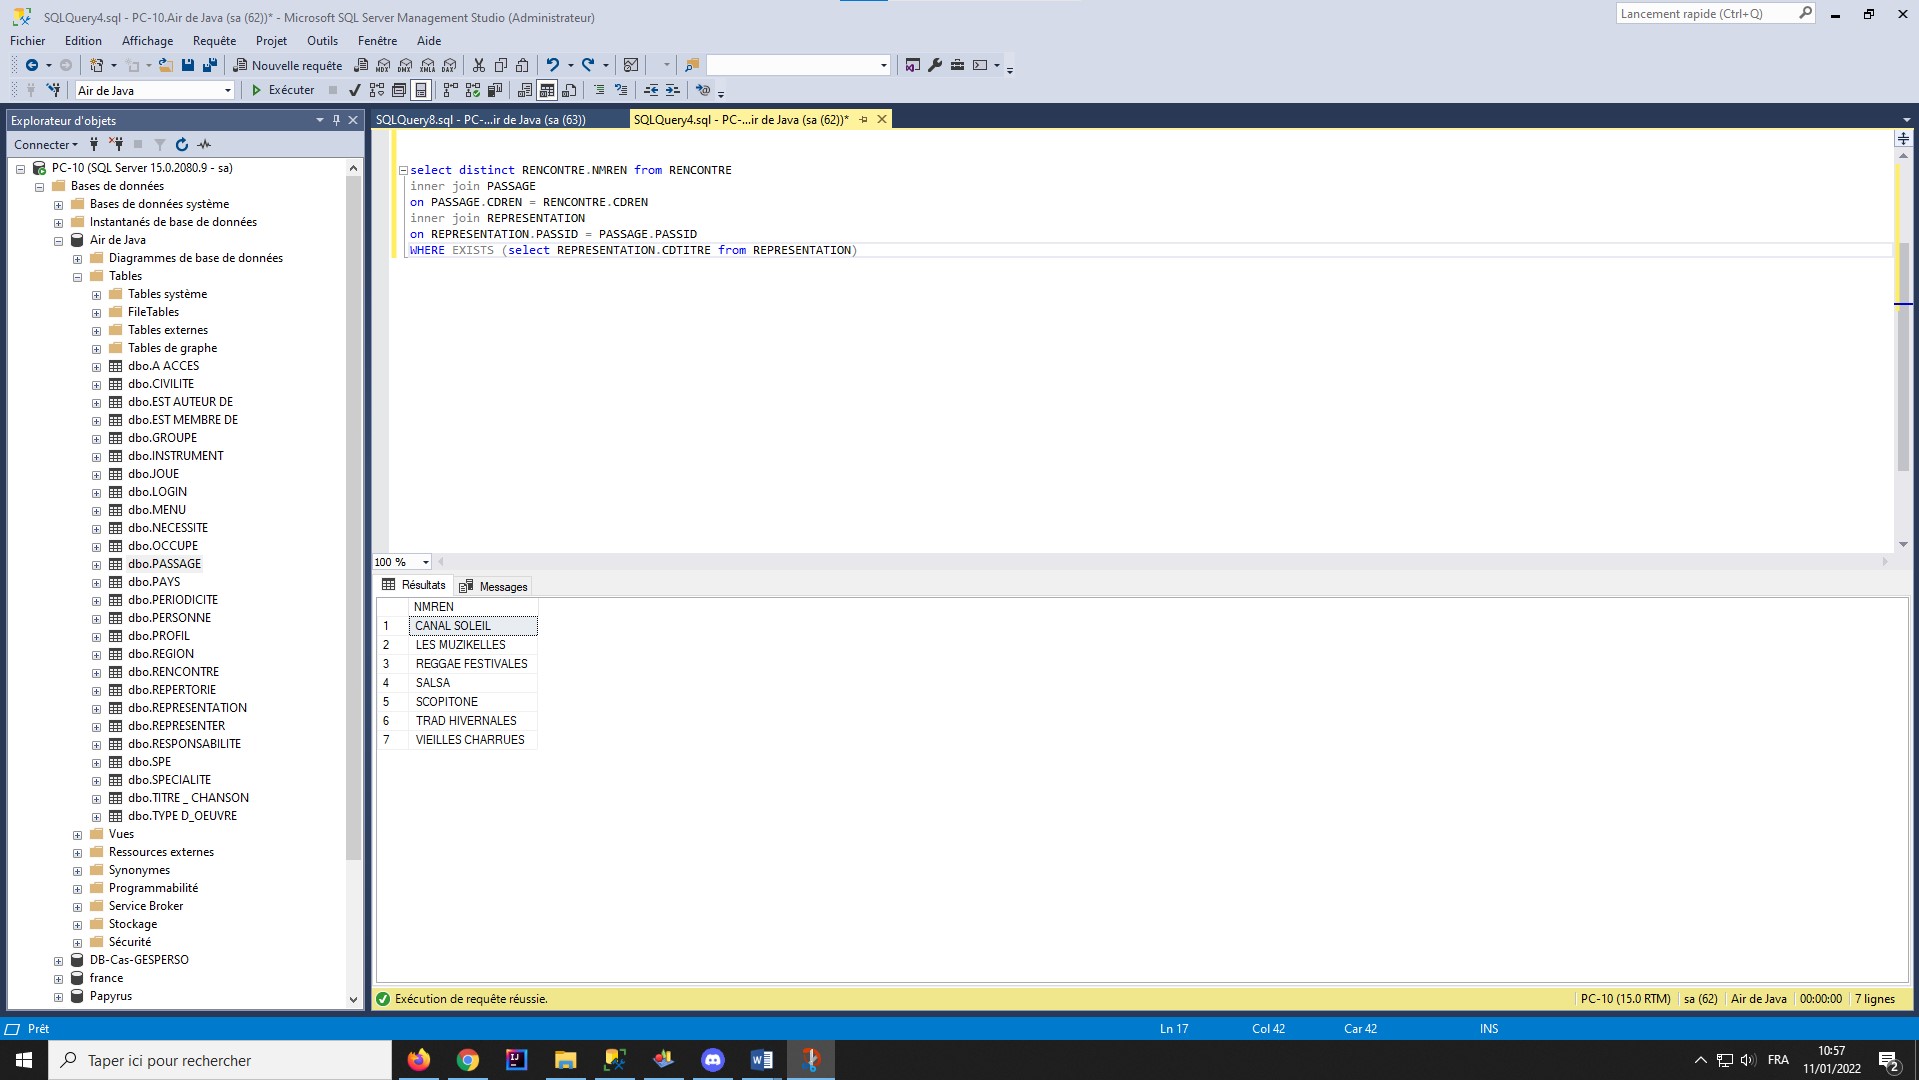 SQLQuery4.sql - PC-10.Air de Java (sa (62))* - Microsoft SQL Server Management Studio (Administrateur)
Lancement rapide (Ctrl+Q)
Fichier Edition Affichage Requête Projet Outils Fenêtre Aide
Nouvelle requête
MDX DMX XMLA DAX
Air de Java
Exécuter
Explorateur d'objets
SQLQuery8.sql - PC-...ir de Java (sa (63))
SQLQuery4.sql - PC-...ir de Java (sa (62))*
Connecter
PC-10 (SQL Server 15.0.2080.9 - sa)
Bases de données
Bases de données système
Instantanés de base de données
Air de Java
Diagrammes de base de données
Tables
Tables système
FileTables
Tables externes
Tables de graphe
dbo.A ACCES
dbo.CIVILITE
dbo.EST AUTEUR DE
dbo.EST MEMBRE DE
dbo.GROUPE
dbo.INSTRUMENT
dbo.JOUE
dbo.LOGIN
dbo.MENU
dbo.NECESSITE
dbo.OCCUPE
dbo.PASSAGE
dbo.PAYS
dbo.PERIODICITE
dbo.PERSONNE
dbo.PROFIL
dbo.REGION
dbo.RENCONTRE
dbo.REPERTORIE
dbo.REPRESENTATION
dbo.REPRESENTER
dbo.RESPONSABILITE
dbo.SPE
dbo.SPECIALITE
dbo.TITRE _ CHANSON
dbo.TYPE D_OEUVRE
Vues
Ressources externes
Synonymes
Programmabilité
Service Broker
Stockage
Sécurité
DB-Cas-GESPERSO
france
Papyrus
select distinct RENCONTRE.NMREN from RENCONTRE
inner join PASSAGE
on PASSAGE.CDREN = RENCONTRE.CDREN
inner join REPRESENTATION
on REPRESENTATION.PASSID = PASSAGE.PASSID
WHERE EXISTS (select REPRESENTATION.CDTITRE from REPRESENTATION)
100 %
Résultats Messages
NMREN
1 CANAL SOLEIL
2 LES MUZIKELLES
3 REGGAE FESTIVALES
4 SALSA
5 SCOPITONE
6 TRAD HIVERNALES
7 VIEILLES CHARRUES
Exécution de requête réussie.
PC-10 (15.0 RTM) sa (62) Air de Java 00:00:00 7 lignes
Prêt
Ln 17 Col 42 Car 42 INS
Taper ici pour rechercher
FRA
10:57
11/01/2022
2